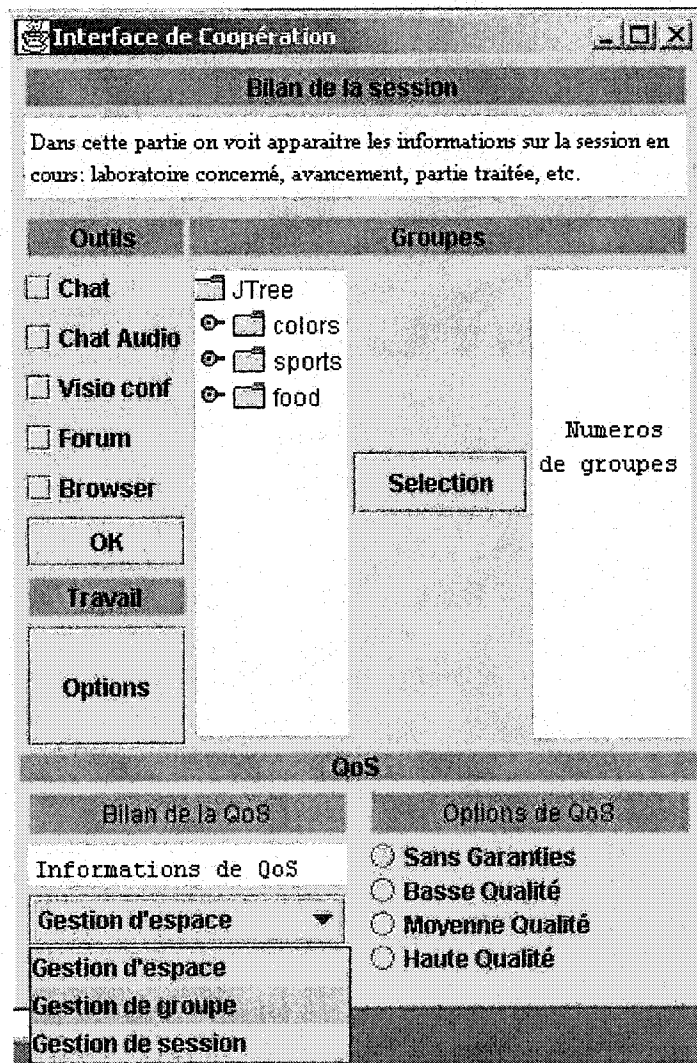 Interface de Coopération
Bilan de la session
Dans cette partie on voit apparaitre les informations sur la session en
cours: laboratoire concerné, avancement, partie traitée, etc.
Outils
Groupes
Chat
Chat Audio
Visio conf
Forum
Browser
OK
Travail
Options
JTree
colors
sports
food
Selection
Numeros
de groupes
QoS
Bilan de la QoS
Options de QoS
Informations de QoS
Gestion d'espace
Gestion d'espace
Gestion de groupe
Gestion de session
Sans Garanties
Basse Qualité
Moyenne Qualité
Haute Qualité